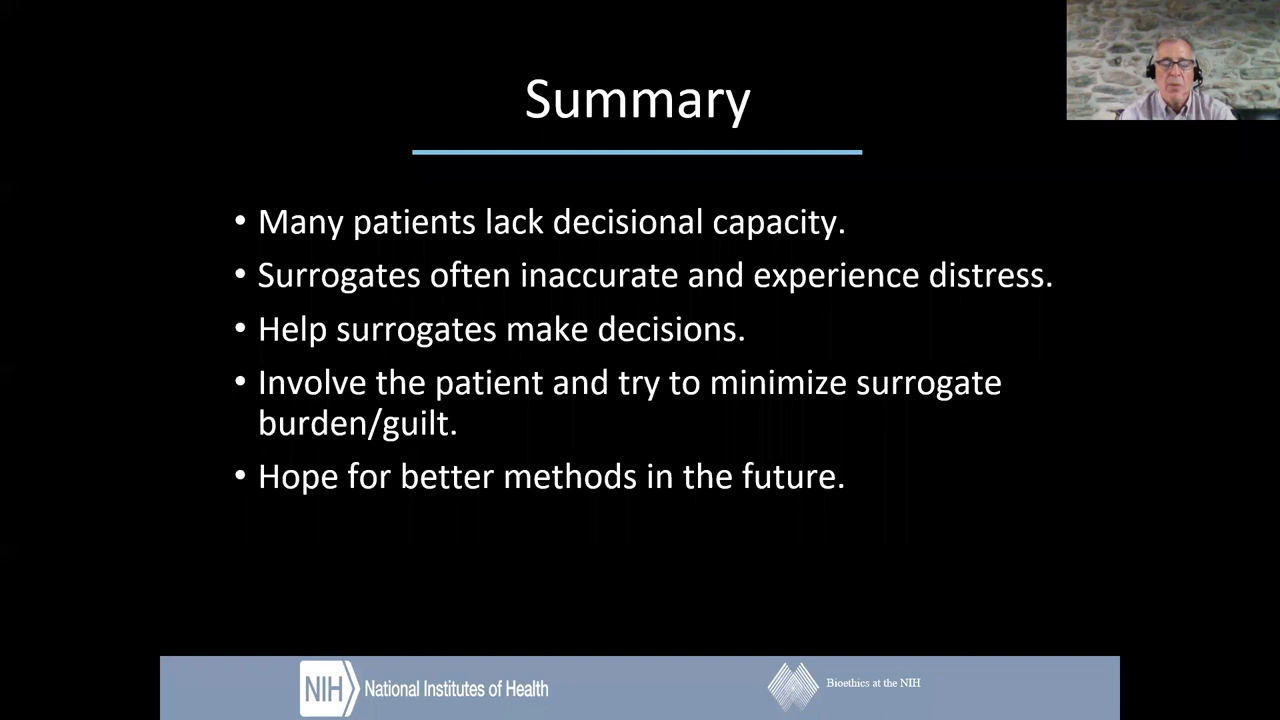 Summary
• Many patients lack decisional capacity.
• Surrogates often inaccurate and experience distress.
• Help surrogates make decisions.
• Involve the patient and try to minimize surrogate
burden/guilt.
• Hope for better methods in the future.
NIH National Institutes of Health
Bioethics at the NIH